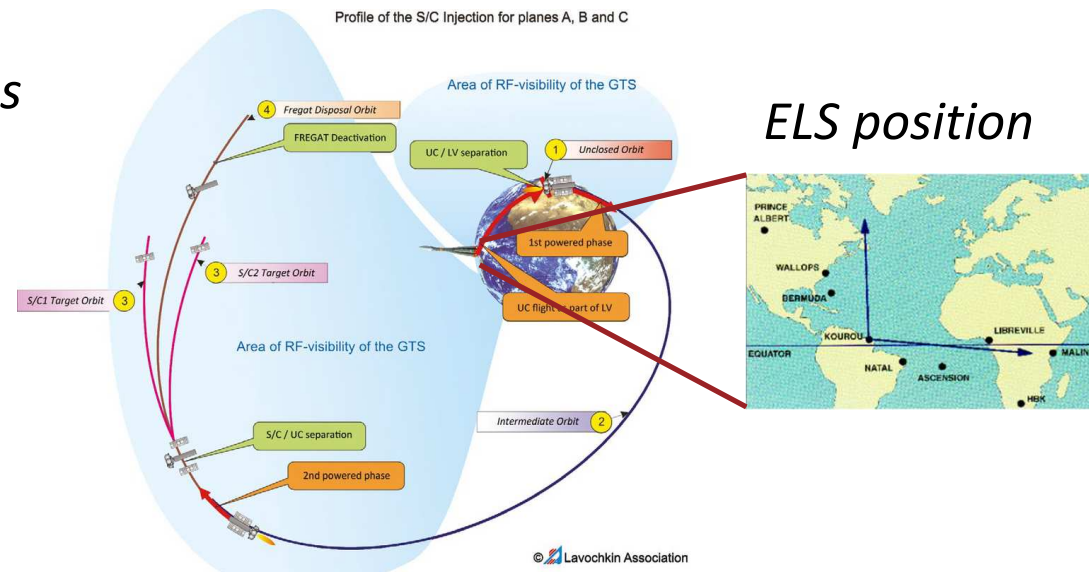 Profile of the S/C Injection for planes A, B and C
s
Area of RF-visibility of the GTS
4 Fregat Disposal Orbit
FREGAT Deactivation
UC / LV separation
1 Unclosed Orbit
ELS position
1st powered phase
3 S/C2 Target Orbit
S/C1 Target Orbit 3
UC flight as part of LV
Area of RF-visibility of the GTS
Intermediate Orbit 2
S/C / UC separation
2nd powered phase
© Lavochkin Association
PRINCE
ALBERT
WALLOPS
BERMUDA
KOUROU
LIBREVILLE
EQUATOR
MALIN
NATAL
ASCENSION
HBK